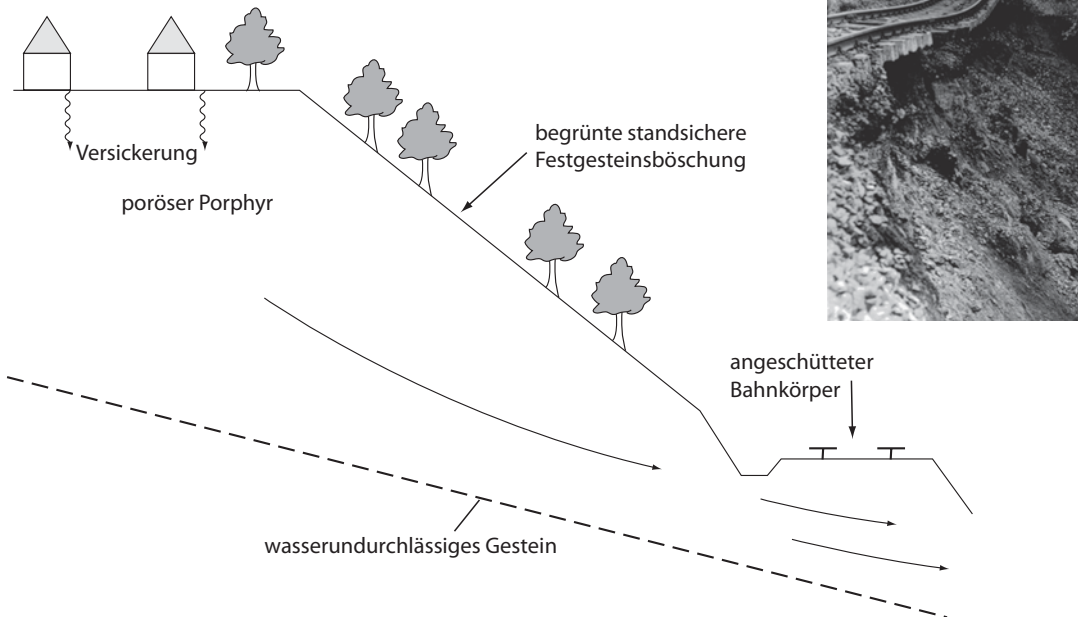 begrünte standsichere
Festgesteinsböschung
Versickerung
poröser Porphyr
angeschütteter
Bahnkörper
wasserundurchlässiges Gestein